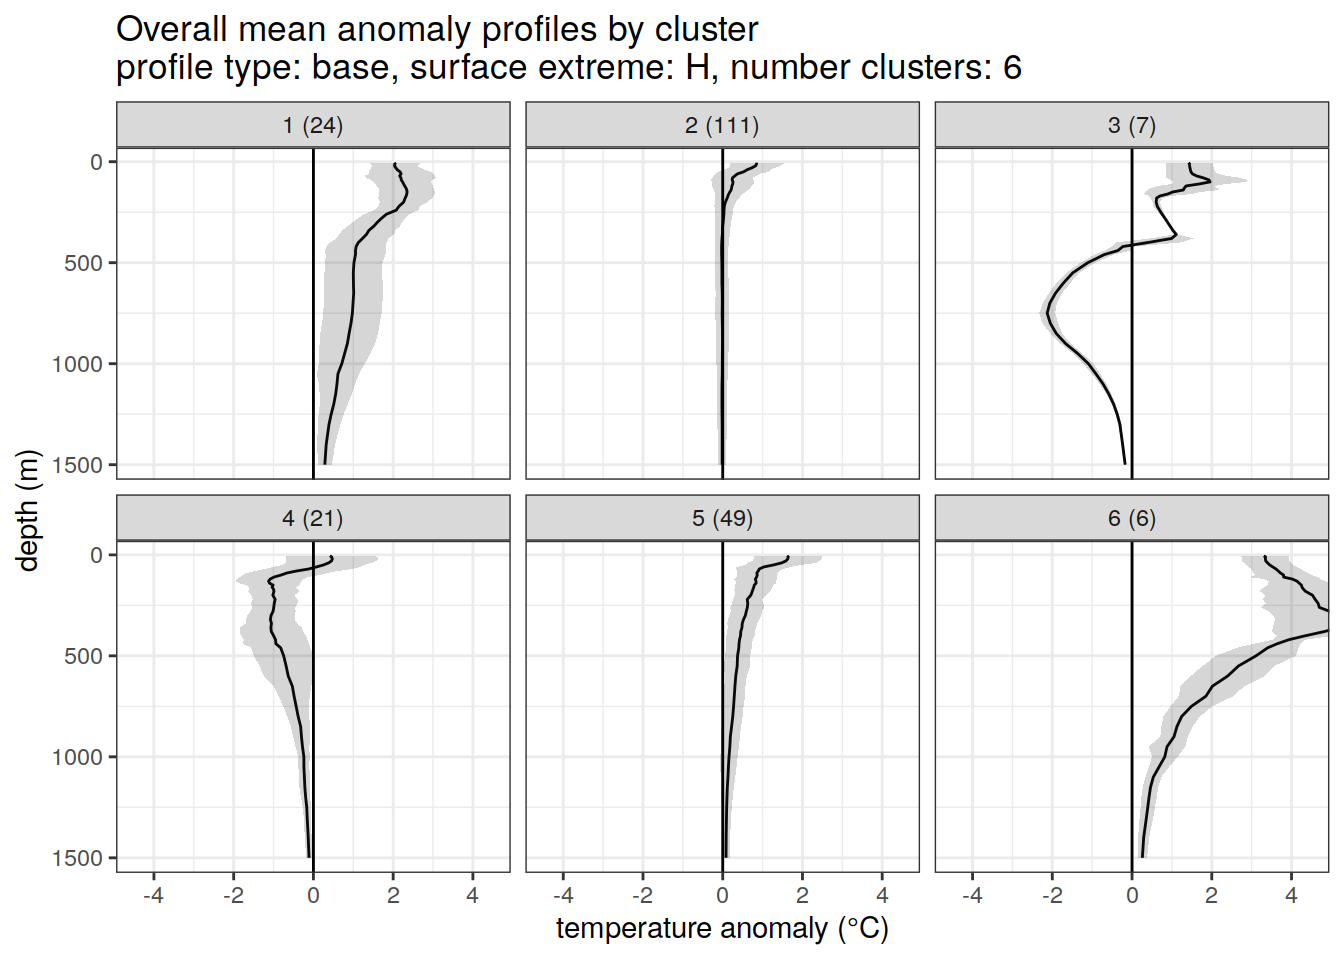 Overall mean anomaly profiles by cluster
profile type: base, surface extreme: H, number clusters: 6
1 (24)
2 (111)
3 (7)
0
500
1000
1500
4 (21)
5 (49)
6 (6)
0
500
1000
1500
depth (m)
-4 -2 0 2 4
-4 -2 0 2 4
-4 -2 0 2 4
temperature anomaly (°C)